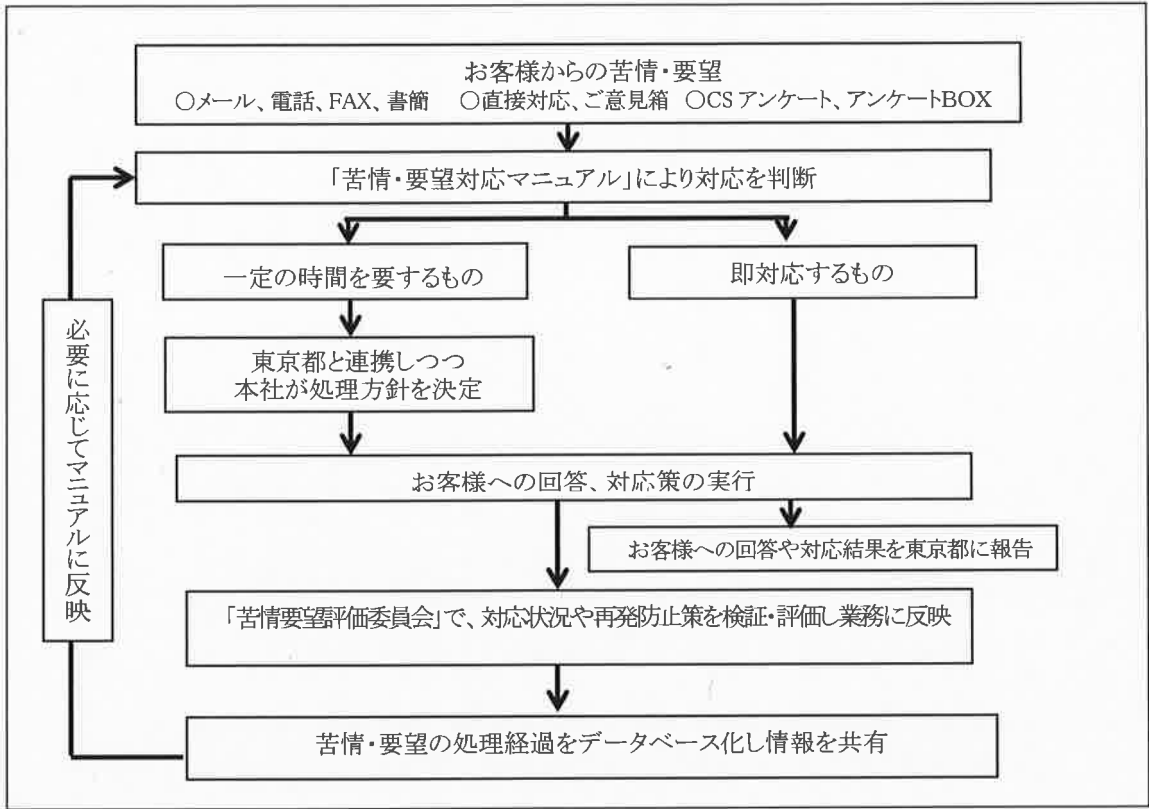 お客様からの苦情・要望
○メール、電話、FAX、書簡　○直接対応、ご意見箱　○CSアンケート、アンケートBOX
「苦情・要望対応マニュアル」により対応を判断
一定の時間を要するもの
即対応するもの
東京都と連携しつつ
本社が処理方針を決定
お客様への回答、対応策の実行
お客様への回答や対応結果を東京都に報告
「苦情要望評価委員会」で、対応状況や再発防止策を検証・評価し業務に反映
苦情・要望の処理経過をデータベース化し情報を共有
必要に応じてマニュアルに反映